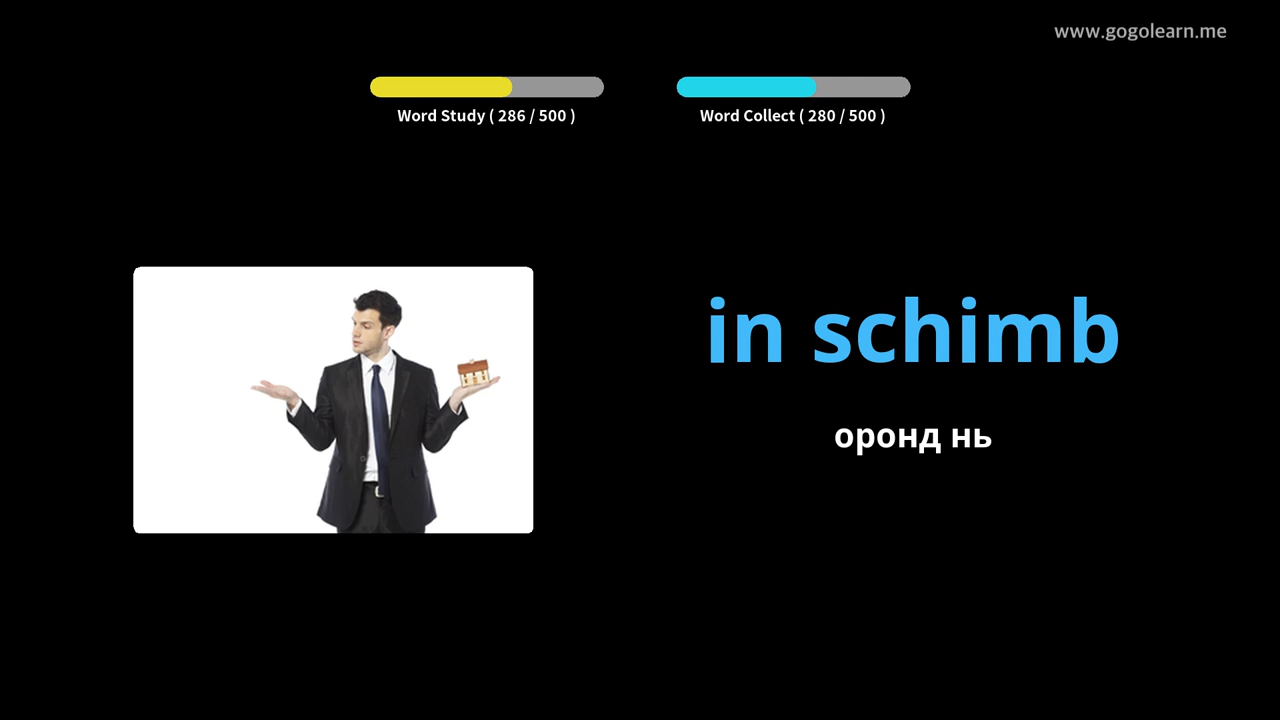 www.gogolearn.me
Word Study ( 286 / 500 )
Word Collect ( 280 / 500 )
in schimb
оронд нь